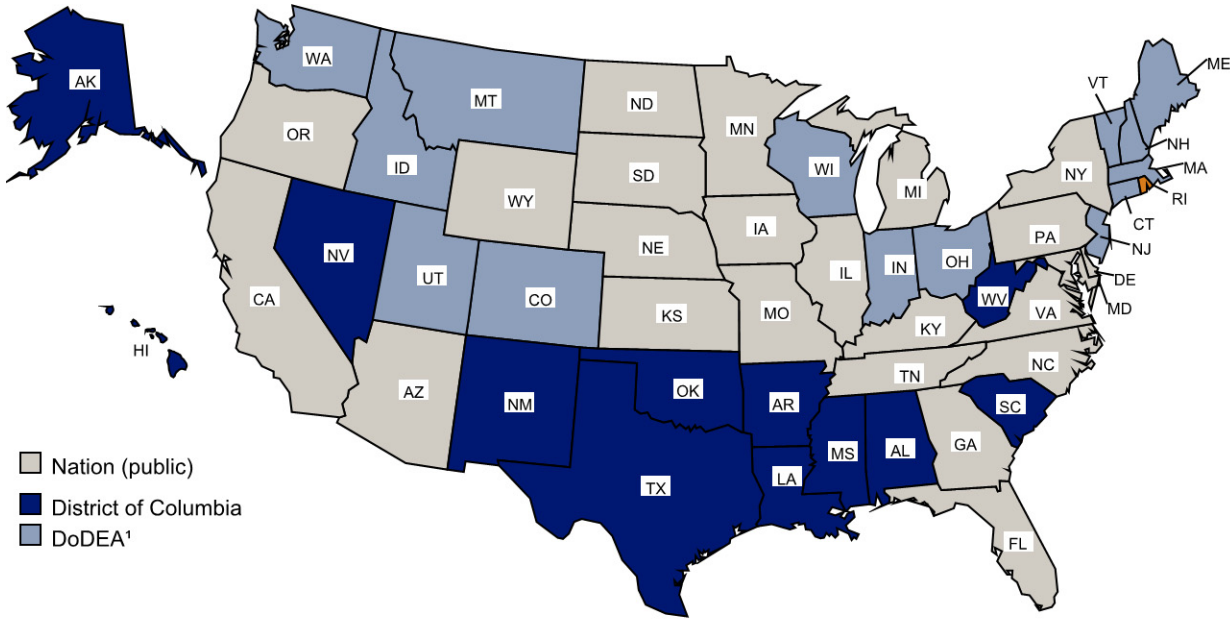 AK
WA
MT
ND
MN
ME
VT
OR
ID
SD
WI
MI
NY
NH
MA
RI
WY
IA
PA
CT
NJ
NE
NV
UT
CO
IL
IN
OH
DE
WV
MD
VA
CA
KS
MO
KY
HI
AZ
NM
OK
AR
TN
NC
SC
MS
AL
GA
LA
TX
FL
Nation (public)
District of Columbia
DoDEA¹